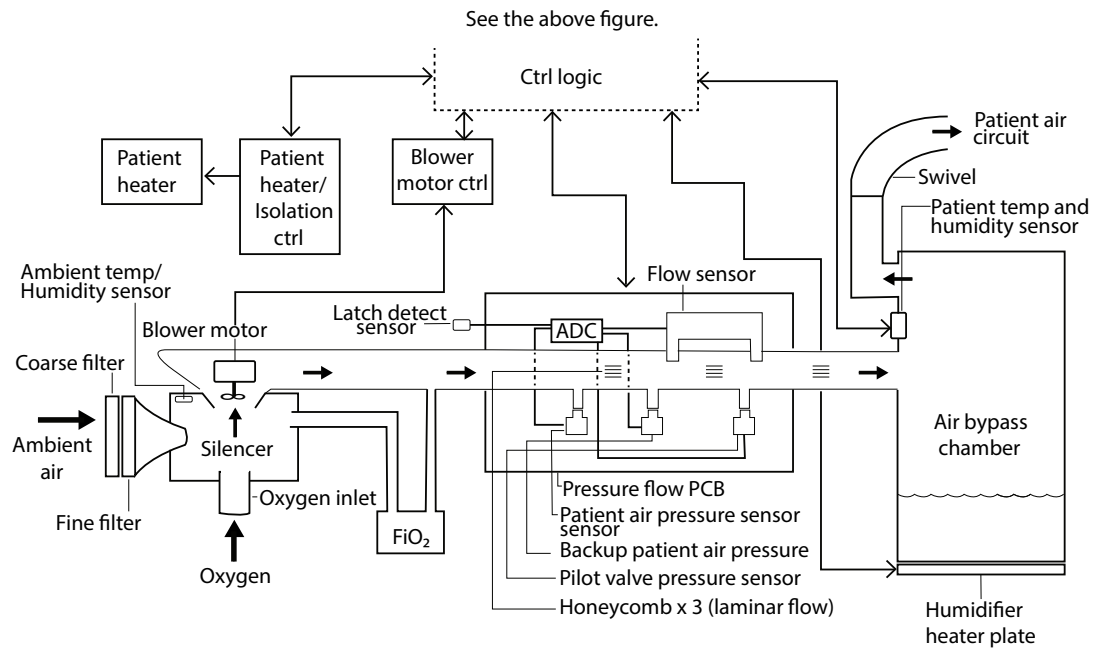 See the above figure.
Ctrl logic
Patient air
circuit
Patient
heater
Patient
heater/
Isolation
ctrl
Blower
motor ctrl
Swivel
Patient temp and
humidity sensor
Ambient temp/
Humidity sensor
Flow sensor
Latch detect
sensor
ADC
Blower motor
Coarse filter
Ambient
air
Silencer
Air bypass
chamber
Oxygen inlet
Pressure flow PCB
Fine filter
Patient air pressure sensor
sensor
FiO₂
Backup patient air pressure
Oxygen
Pilot valve pressure sensor
Honeycomb x 3 (laminar flow)
Humidifier
heater plate